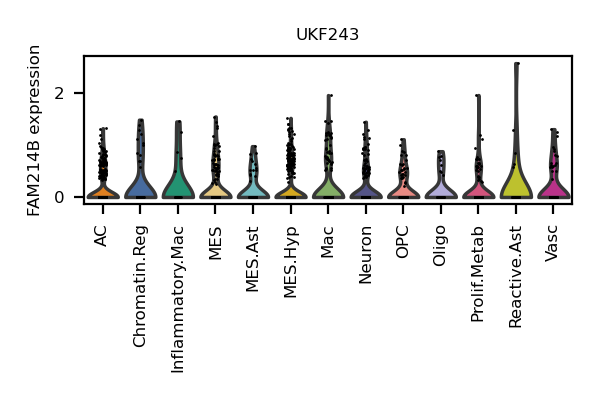 UKF243
FAM214B expression
2
0
AC
Chromatin.Reg
Inflammatory.Mac
MES
MES.Ast
MES.Hyp
Mac
Neuron
OPC
Oligo
Prolif.Metab
Reactive.Ast
Vasc